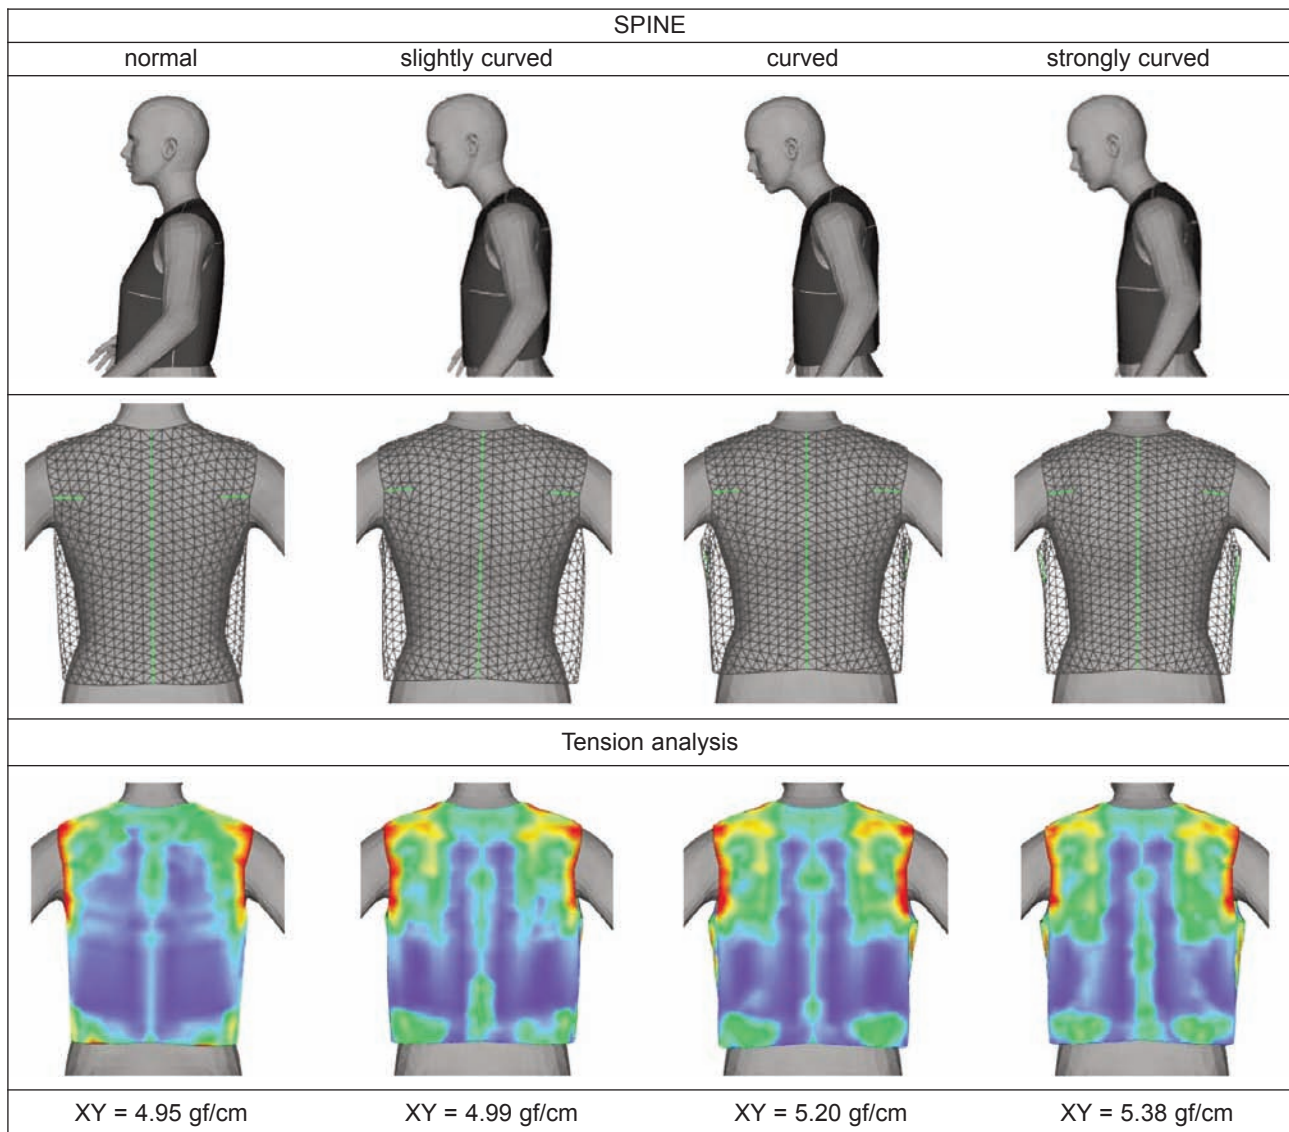 SPINE
normal slightly curved curved strongly curved
Tension analysis
XY = 4.95 gf/cm XY = 4.99 gf/cm XY = 5.20 gf/cm XY = 5.38 gf/cm